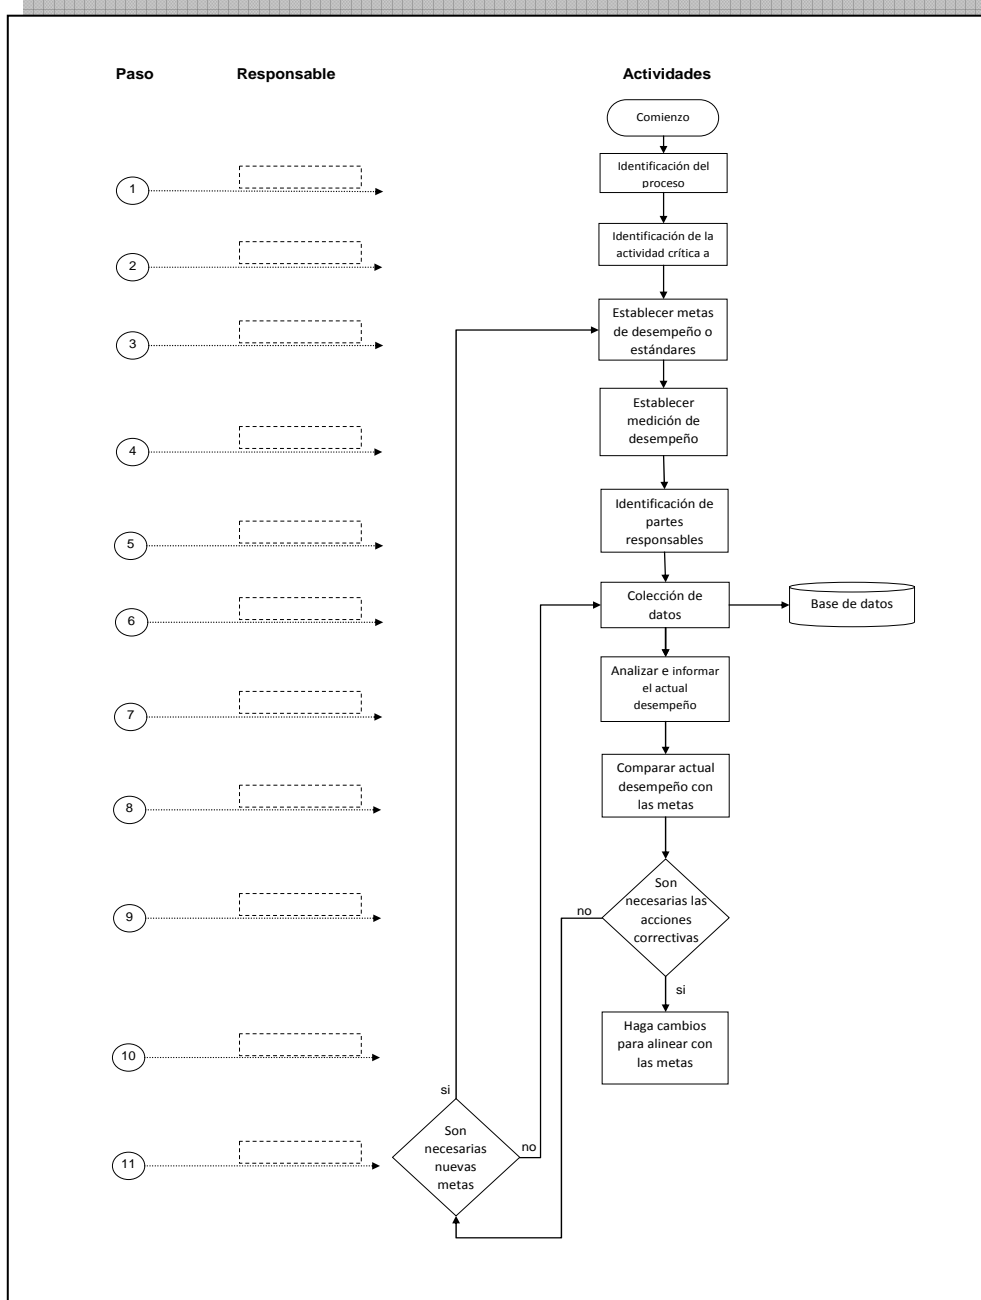 Paso Responsable Actividades
Comienzo
1
Identificación del
proceso
2
Identificación de la
actividad crítica a
3
Establecer metas
de desempeño o
estándares
4
Establecer
medición de
desempeño
5
Identificación de
partes
responsables
6
Colección de
datos
Base de datos
7
Analizar e informar
el actual
desempeño
8
Comparar actual
desempeño con
las metas
9
Son
necesarias las
acciones
correctivas
no
si
10
Haga cambios
para alinear con
las metas
11
si
Son
necesarias
nuevas
metas
no